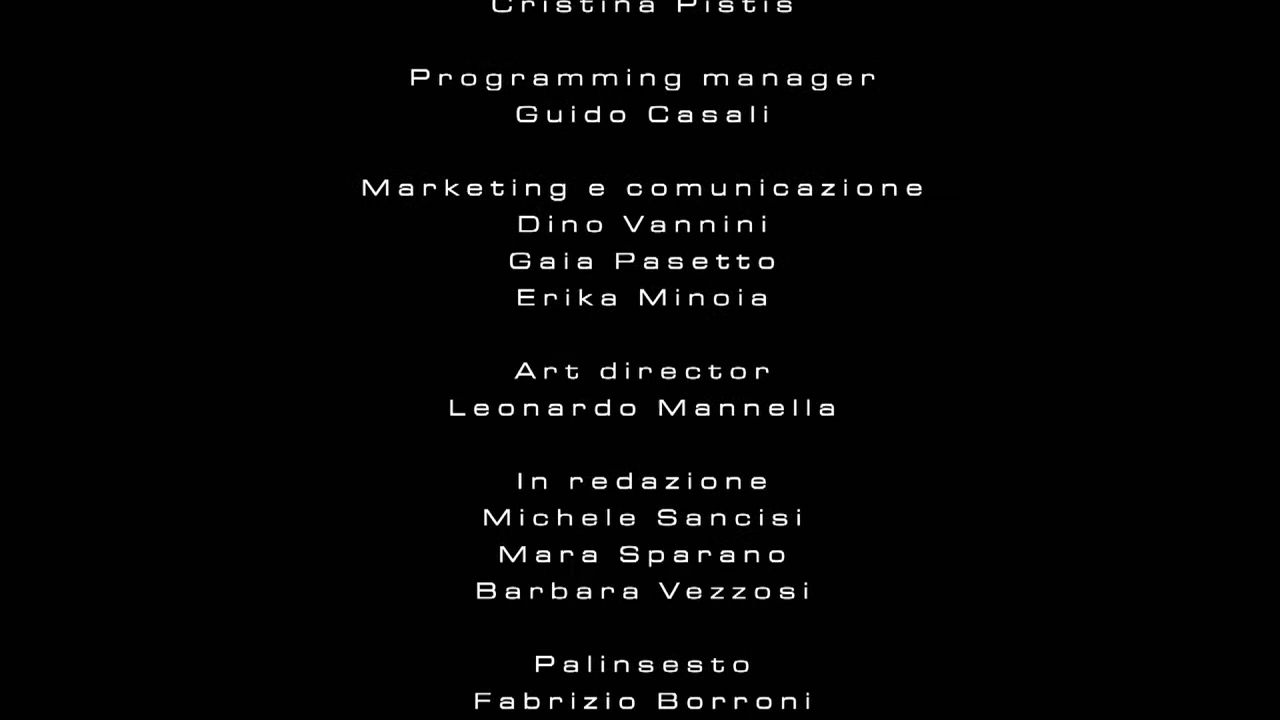 Cristina Pistis
Programming manager
Guido Casali
Marketing e comunicazione
Dino Vannini
Gaia Pasetto
Erika Minoia
Art director
Leonardo Mannella
In redazione
Michele Sancisi
Mara Sparano
Barbara Vezzosi
Palinsesto
Fabrizio Borroni